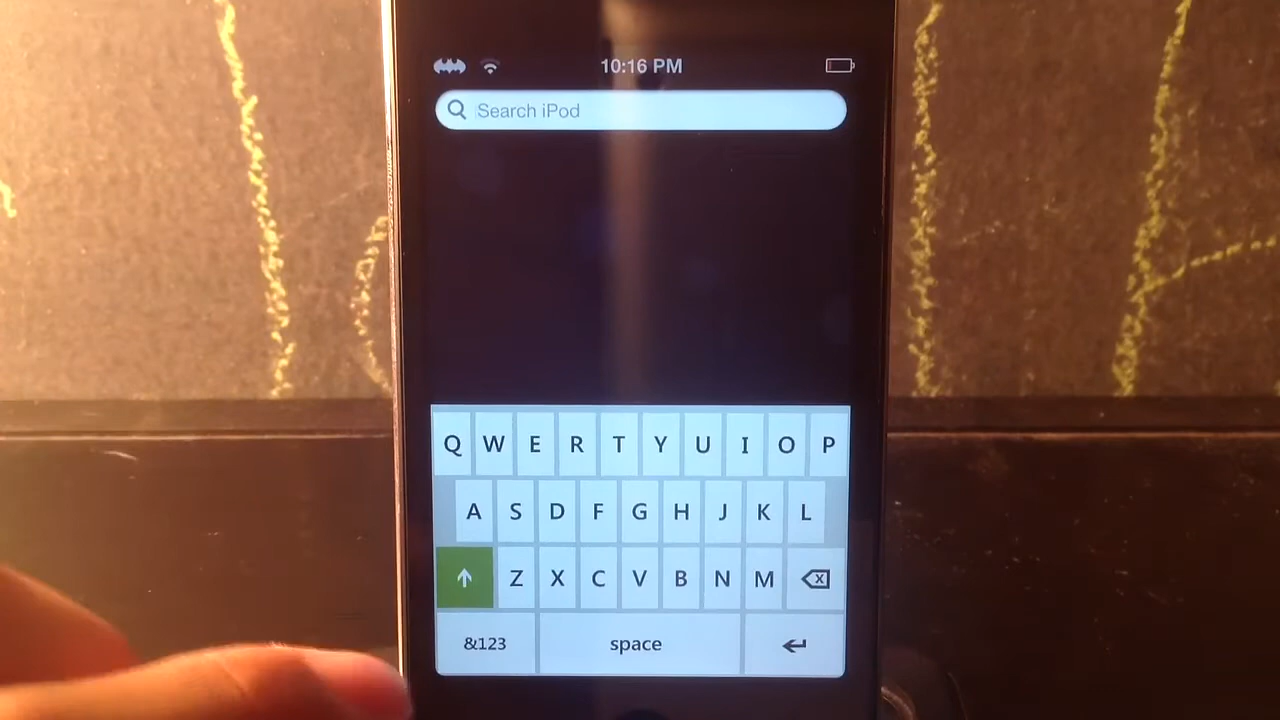 10:16 PM
Search iPod
Q W E R T Y U I O P
A S D F G H J K L
Z X C V B N M
&123 space